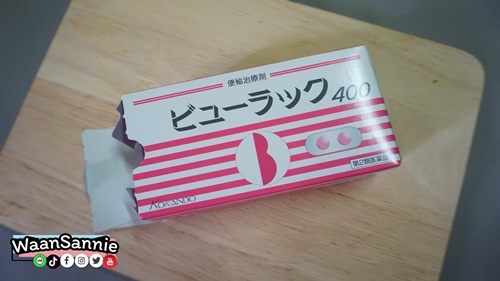 便秘治療剤
ビューラック400
B
第2類医薬品
KOKANDO
WaanSannie